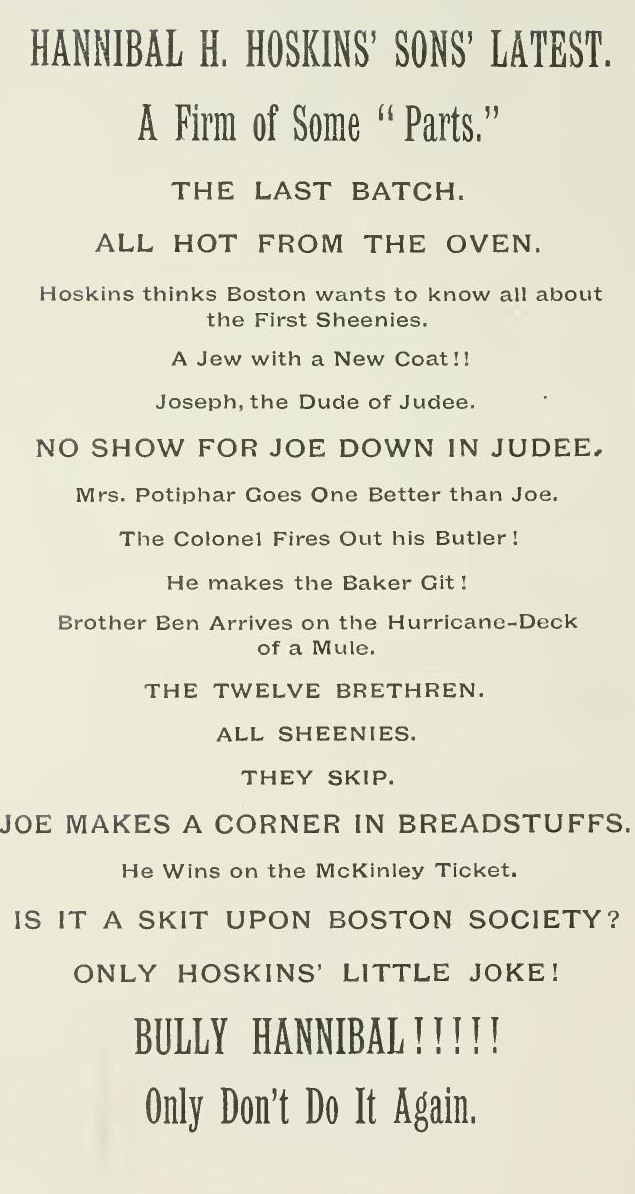 HANNIBAL H. HOSKINS' SONS' LATEST.
A Firm of Some "Parts."
THE LAST BATCH.
ALL HOT FROM THE OVEN.
Hoskins thinks Boston wants to know all about
the First Sheenies.
A Jew with a New Coat!!
Joseph, the Dude of Judee.
NO SHOW FOR JOE DOWN IN JUDEE.
Mrs. Potiphar Goes One Better than Joe.
The Colonel Fires Out his Butler!
He makes the Baker Git!
Brother Ben Arrives on the Hurricane-Deck
of a Mule.
THE TWELVE BRETHREN.
ALL SHEENIES.
THEY SKIP.
JOE MAKES A CORNER IN BREADSTUFFS.
He Wins on the McKinley Ticket.
IS IT A SKIT UPON BOSTON SOCIETY?
ONLY HOSKINS' LITTLE JOKE!
BULLY HANNIBAL!!!!!
Only Don't Do It Again.